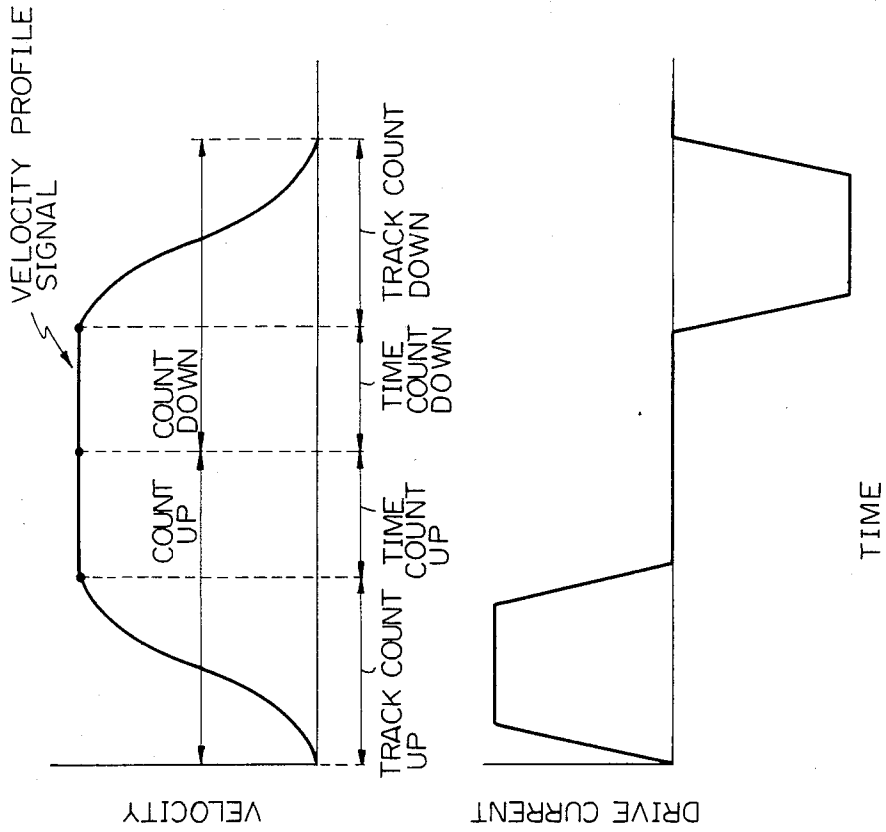 VELOCITY PROFILE
SIGNAL
VELOCITY
COUNT
UP
COUNT
DOWN
TRACK COUNT
UP
TIME
COUNT
UP
TIME
COUNT
DOWN
TRACK COUNT
DOWN
DRIVE CURRENT
TIME